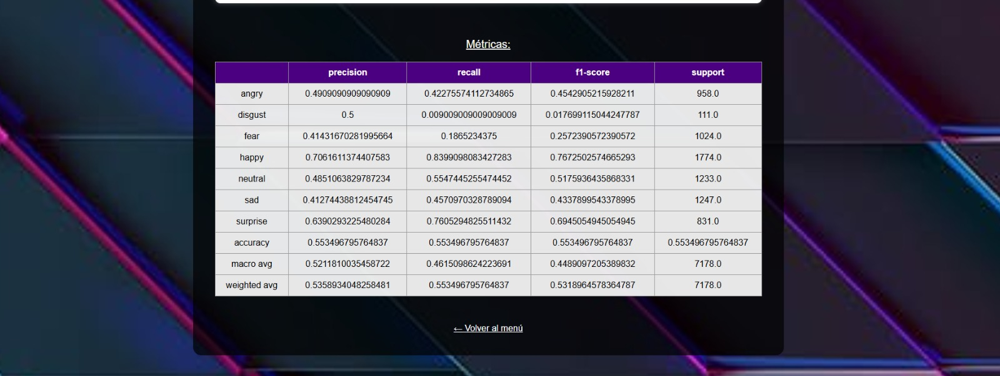 Métricas:
precision recall f1-score support
angry 0.4909090909090909 0.42275574112734865 0.4542905215928211 958.0
disgust 0.5 0.009009009009009009 0.017699115044247787 111.0
fear 0.41431670281995664 0.1865234375 0.2572390572390572 1024.0
happy 0.7061611374407583 0.8399098083427283 0.7672502574665293 1774.0
neutral 0.4851063829787234 0.5547445255474452 0.5175936435868331 1233.0
sad 0.41274438812454745 0.4570970328789094 0.4337899543378995 1247.0
surprise 0.6390293225480284 0.7605294825511432 0.6945054945054945 831.0
accuracy 0.553496795764837 0.553496795764837 0.553496795764837 0.553496795764837
macro avg 0.5211810035458722 0.4615098624223691 0.4489097205389832 7178.0
weighted avg 0.5358934048258481 0.553496795764837 0.5318964578364787 7178.0
← Volver al menú